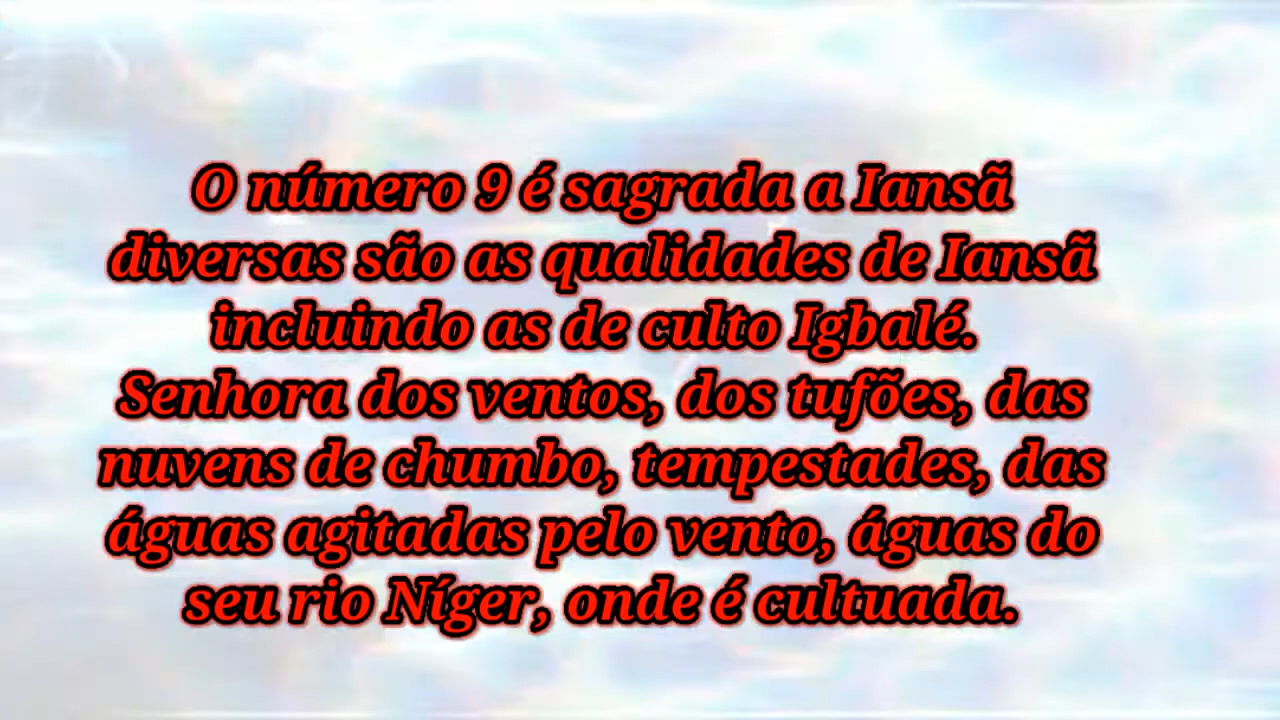 O número 9 é sagrada a Iansã
diversas são as qualidades de Iansã
incluindo as de culto Igbalé.
Senhora dos ventos, dos tufões, das
nuvens de chumbo, tempestades, das
águas agitadas pelo vento, águas do
seu rio Níger, onde é cultuada.